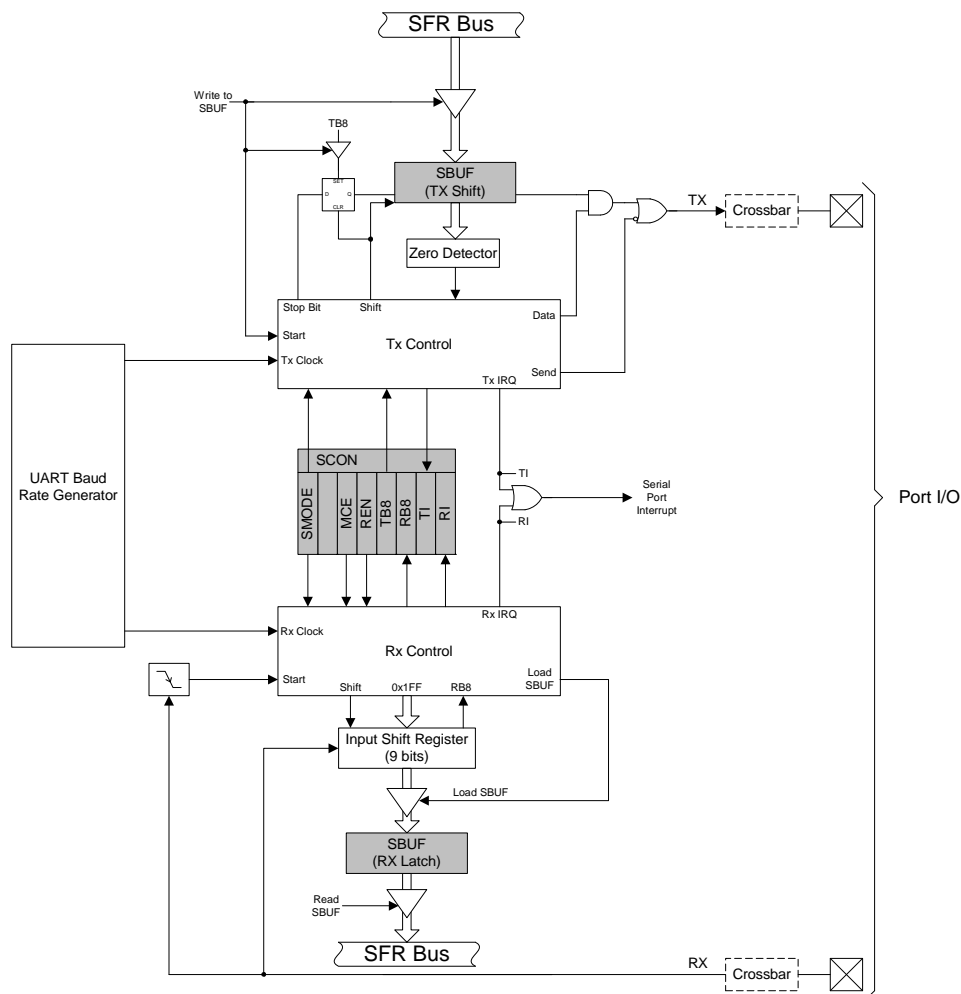 SFR Bus
Write to
SBUF
TB8
SET
D
Q
CLR
SBUF
(TX Shift)
TX
Crossbar
Zero Detector
Stop Bit
Shift
Data
Start
Tx Control
Tx Clock
Send
Tx IRQ
UART Baud
Rate Generator
SCON
SMODE
MCE
REN
TB8
RB8
TI
RI
TI
Serial
Port
Interrupt
RI
Port I/O
Rx IRQ
Rx Clock
Rx Control
Start
Load
SBUF
Shift
0x1FF
RB8
Input Shift Register
(9 bits)
Load SBUF
SBUF
(RX Latch)
Read
SBUF
SFR Bus
RX
Crossbar